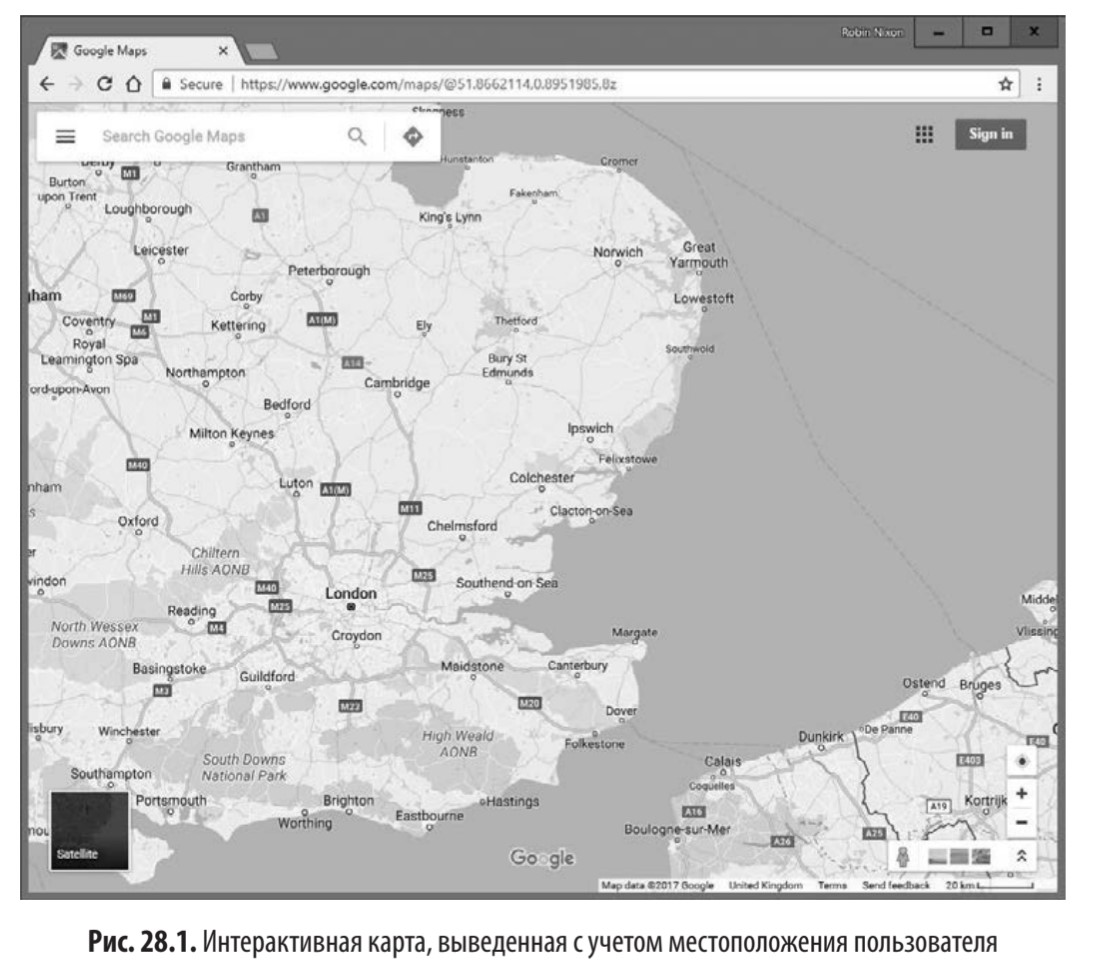 Robin Nixon
Google Maps
Secure https://www.google.com/maps/@51.8662114,0.8951985,8z
Skegness
Search Google Maps
Sign in
Hunstanton
Cromer
Derby
M1
Grantham
Burton
upon Trent
Fakenham
Loughborough
A1
King's Lynn
Leicester
Norwich
Great
Yarmouth
Peterborough
gham
M69
Corby
Lowestoft
Coventry
M1
M6
Kettering
A1(M)
Ely
Thetford
Royal
Leamington Spa
Southwold
A14
Bury St
Edmunds
Northampton
Cambridge
ord-upon-Avon
Bedford
Milton Keynes
Ipswich
M40
Felixstowe
nham
Luton
A1(M)
Colchester
M11
Clacton-on-Sea
Oxford
Chelmsford
Chiltern
Hills AONB
M25
windon
M40
London
Southend-on-Sea
M25
Reading
M4
Middel
North Wessex
Downs AONB
Croydon
Margate
Vlissing
Basingstoke
Guildford
Maidstone
Canterbury
M3
M23
M20
Ostend
Bruges
Dover
E40
lisbury
Winchester
High Weald
AONB
Folkestone
Dunkirk
De Panne
E40
South Downs
National Park
Calais
E403
Southampton
Coquelles
Portsmouth
Brighton
Hastings
A16
A19
Kortrijk
Worthing
Eastbourne
Boulogne-sur-Mer
A25
A26
mou
Satellite
Google
Map data ©2017 Google United Kingdom Terms Send feedback 20 km
Рис. 28.1. Интерактивная карта, выведенная с учетом местоположения пользователя